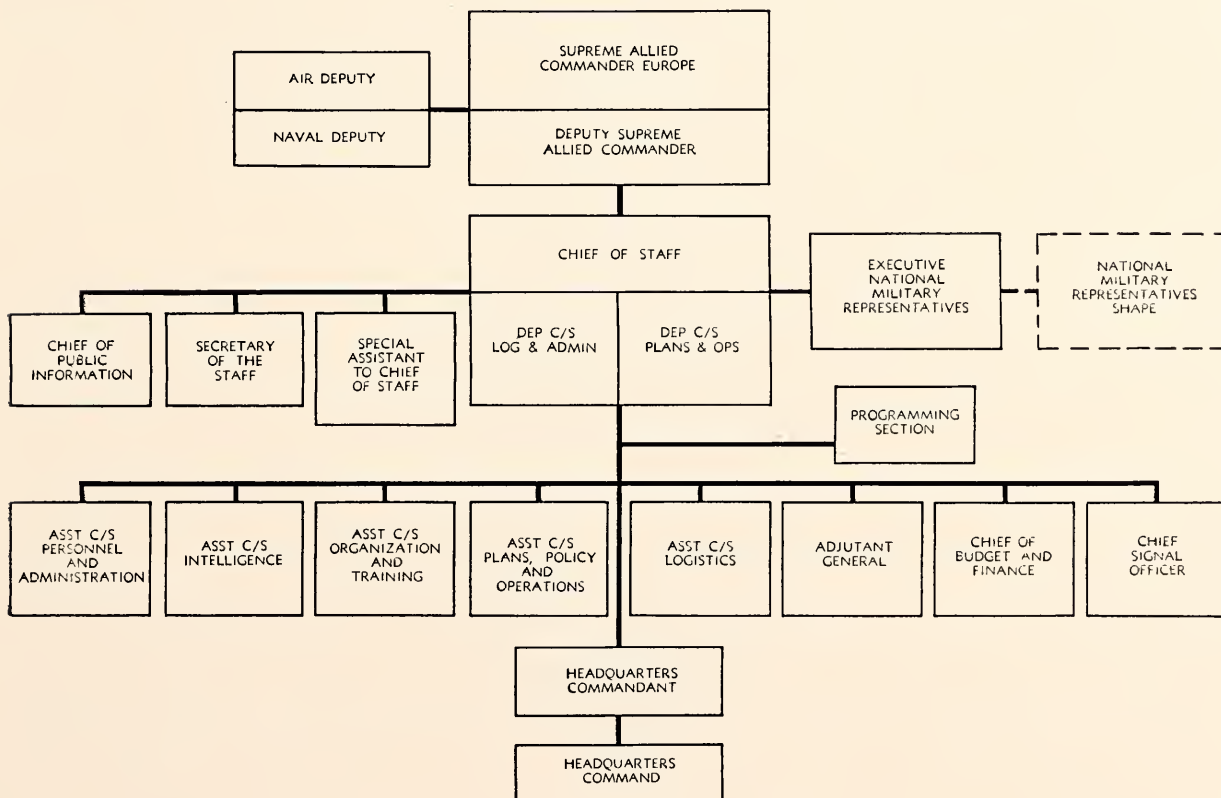 SUPREME ALLIED
COMMANDER EUROPE
AIR DEPUTY
NAVAL DEPUTY
DEPUTY SUPREME
ALLIED COMMANDER
CHIEF OF STAFF
EXECUTIVE
NATIONAL
MILITARY
REPRESENTATIVES
NATIONAL
MILITARY
REPRESENTATIVES
SHAPE
CHIEF OF
PUBLIC
INFORMATION
SECRETARY
OF THE
STAFF
SPECIAL
ASSISTANT
TO CHIEF
OF STAFF
DEP C/S
LOG & ADMIN
DEP C/S
PLANS & OPS
PROGRAMMING
SECTION
ASST C/S
PERSONNEL
AND
ADMINISTRATION
ASST C/S
INTELLIGENCE
ASST C/S
ORGANIZATION
AND
TRAINING
ASST C/S
PLANS, POLICY
AND
OPERATIONS
ASST C/S
LOGISTICS
ADJUTANT
GENERAL
CHIEF OF
BUDGET AND
FINANCE
CHIEF
SIGNAL
OFFICER
HEADQUARTERS
COMMANDANT
HEADQUARTERS
COMMAND